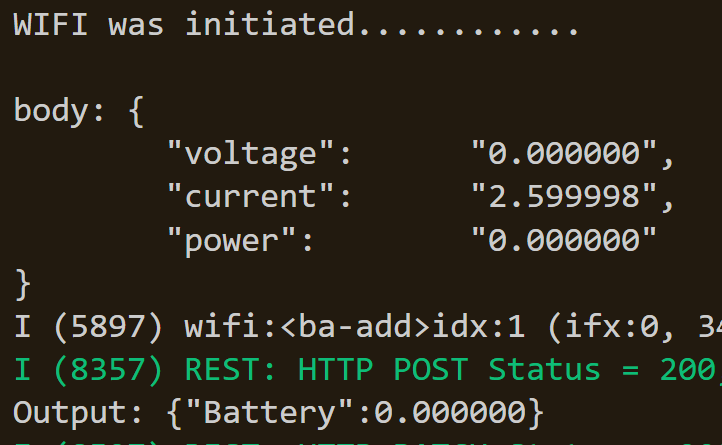 WIFI was initiated............
body: {
"voltage": "0.000000",
"current": "2.599998",
"power": "0.000000"
}
I (5897) wifi:<ba-add>idx:1 (ifx:0, 34
I (8357) REST: HTTP POST Status = 200,
Output: {"Battery":0.000000}